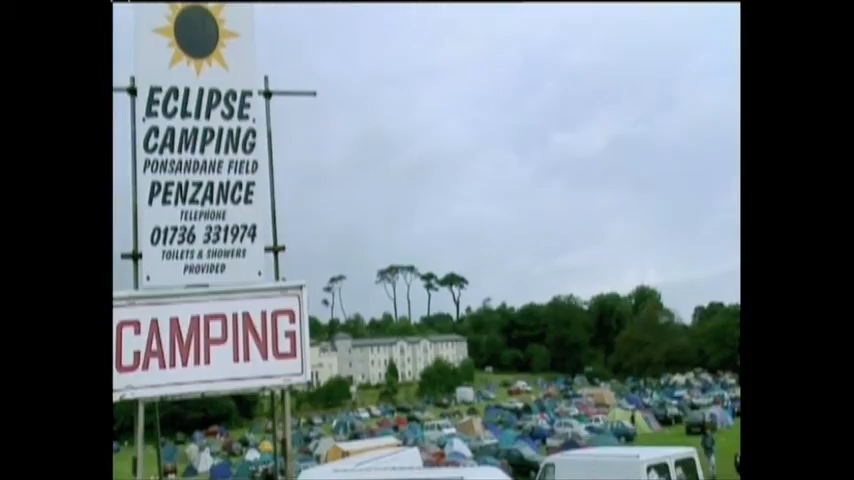 ECLIPSE
CAMPING
PONSANDANE FIELD
PENZANCE
TELEPHONE
01736 331974
TOILETS & SHOWERS
PROVIDED
CAMPING